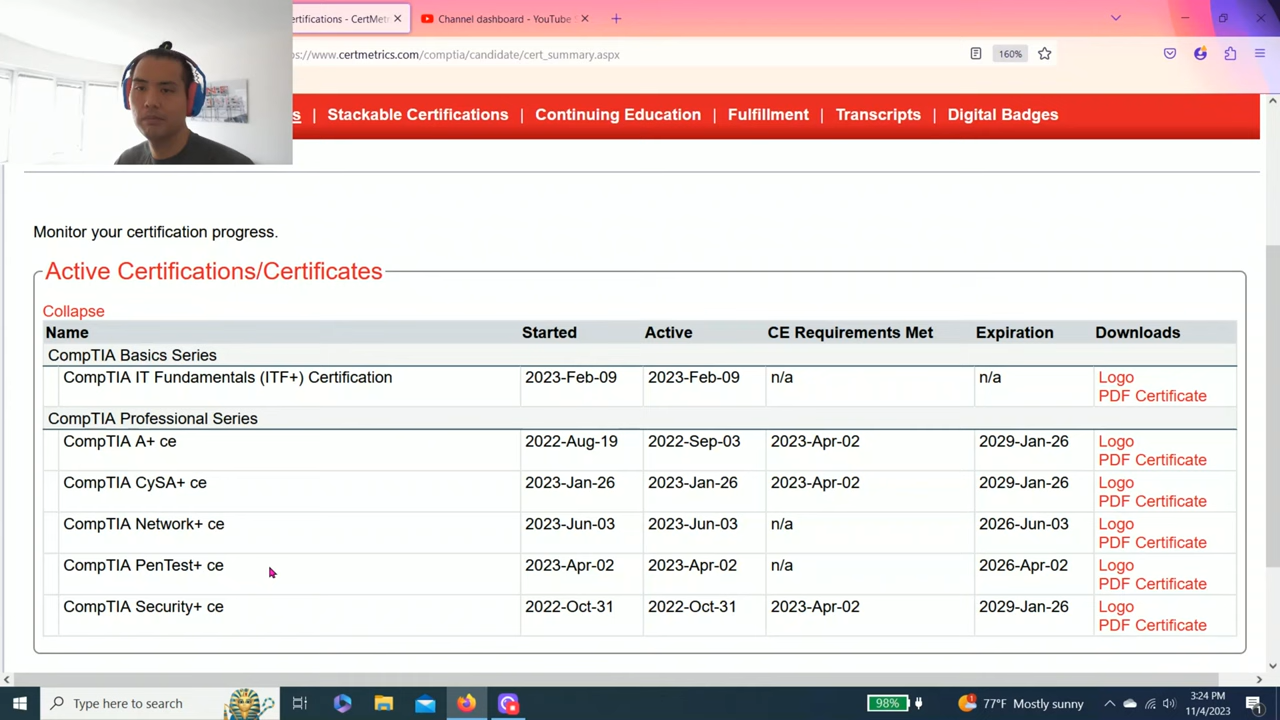 ertifications - CertMetr
Channel dashboard - YouTube
ps://www.certmetrics.com/comptia/candidate/cert_summary.aspx
160%
s | Stackable Certifications | Continuing Education | Fulfillment | Transcripts | Digital Badges
Monitor your certification progress.
Active Certifications/Certificates
Collapse
Name Started Active CE Requirements Met Expiration Downloads
CompTIA Basics Series
CompTIA IT Fundamentals (ITF+) Certification 2023-Feb-09 2023-Feb-09 n/a n/a Logo
PDF Certificate
CompTIA Professional Series
CompTIA A+ ce 2022-Aug-19 2022-Sep-03 2023-Apr-02 2029-Jan-26 Logo
PDF Certificate
CompTIA CySA+ ce 2023-Jan-26 2023-Jan-26 2023-Apr-02 2029-Jan-26 Logo
PDF Certificate
CompTIA Network+ ce 2023-Jun-03 2023-Jun-03 n/a 2026-Jun-03 Logo
PDF Certificate
CompTIA PenTest+ ce 2023-Apr-02 2023-Apr-02 n/a 2026-Apr-02 Logo
PDF Certificate
CompTIA Security+ ce 2022-Oct-31 2022-Oct-31 2023-Apr-02 2029-Jan-26 Logo
PDF Certificate
Type here to search
98%
77°F Mostly sunny
3:24 PM
11/4/2023
1